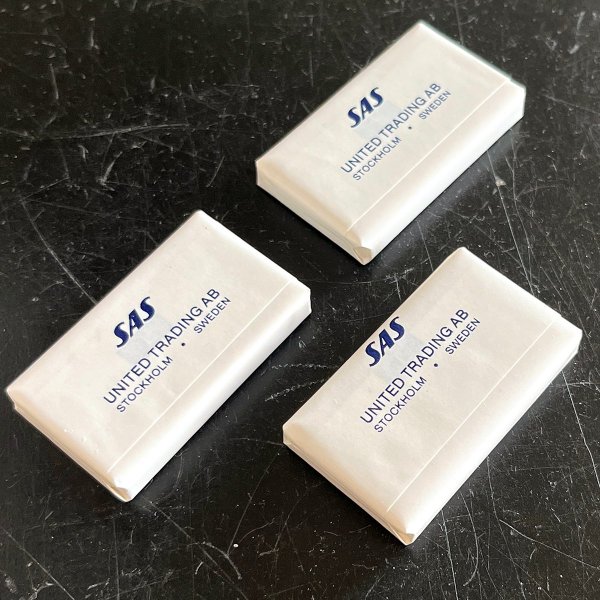 SAS
UNITED TRADING AB
STOCKHOLM • SWEDEN
SAS
UNITED TRADING AB
STOCKHOLM • SWEDEN
SAS
UNITED TRADING AB
STOCKHOLM • SWEDEN